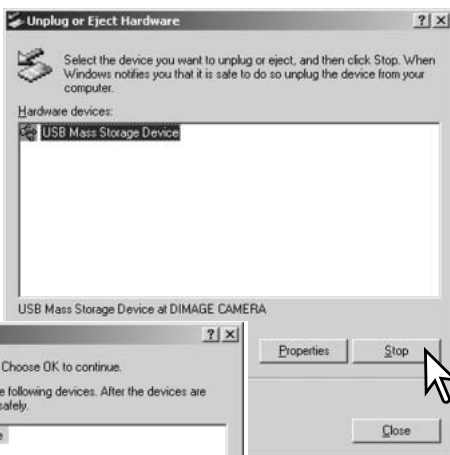 Unplug or Eject Hardware
Select the device you want to unplug or eject, and then click Stop. When
Windows notifies you that it is safe to do so unplug the device from your
computer.
Hardware devices:
USB Mass Storage Device
USB Mass Storage Device at DIMAGE CAMERA
Properties
Stop
Close
Choose OK to continue.
following devices. After the devices are
safely.